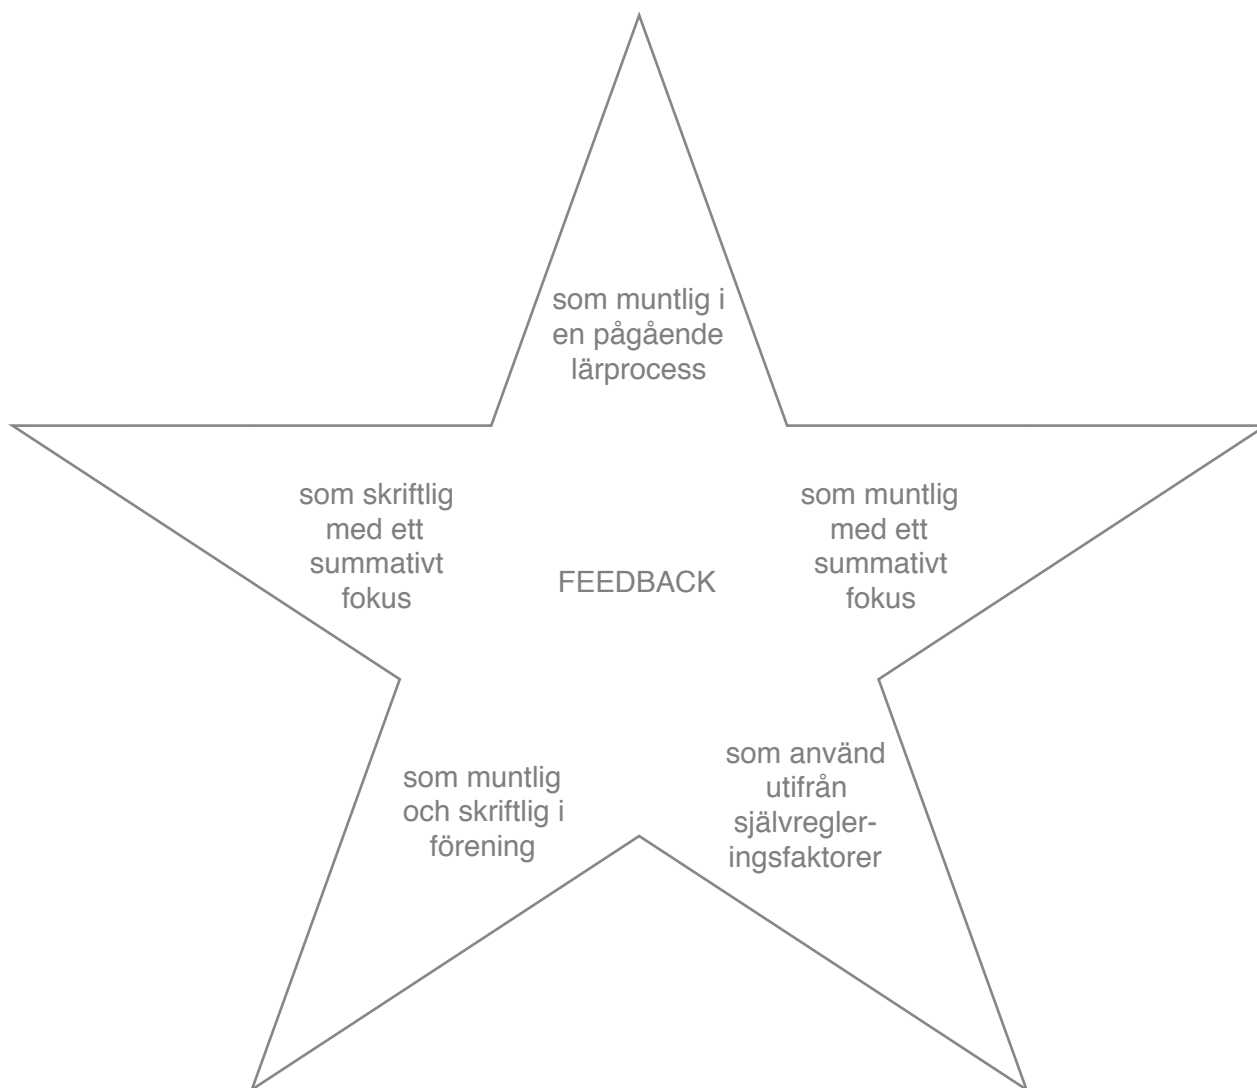 som muntlig i
en pågående
lärprocess
som skriftlig
med ett
summativt
fokus
FEEDBACK
som muntlig
med ett
summativt
fokus
som muntlig
och skriftlig i
förening
som använd
utifrån
självregler-
ingsfaktorer